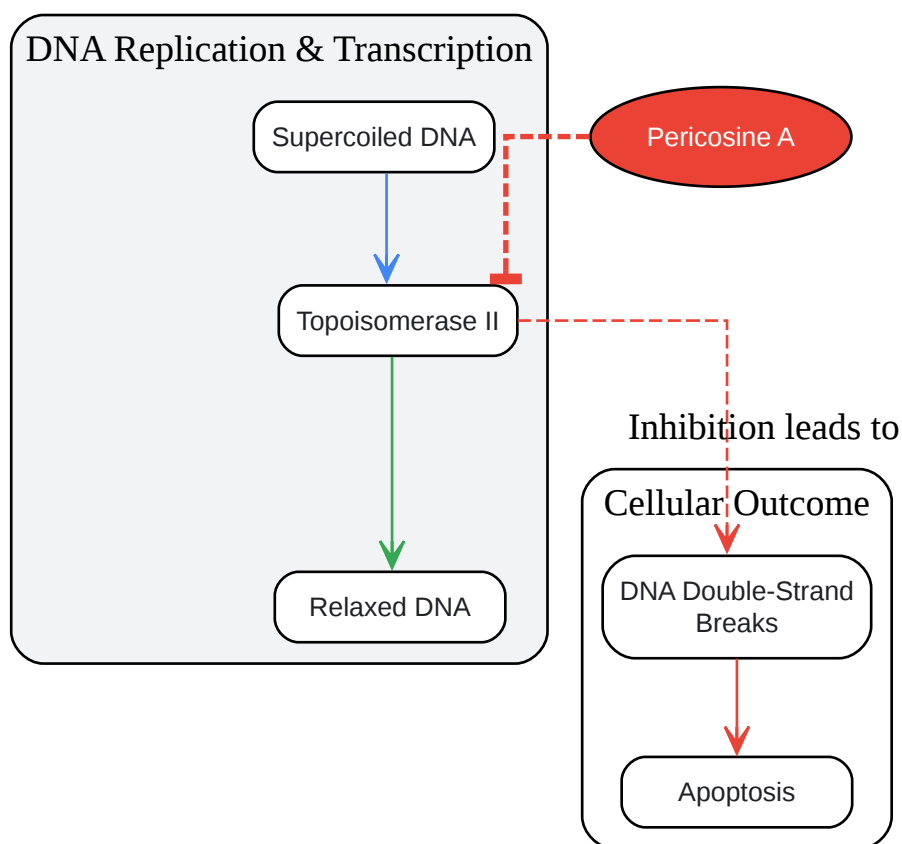 DNA Replication & Transcription
Supercoiled DNA
Pericosine A
Topoisomerase II
Inhibition leads to
Cellular Outcome
DNA Double-Strand
Breaks
Relaxed DNA
Apoptosis